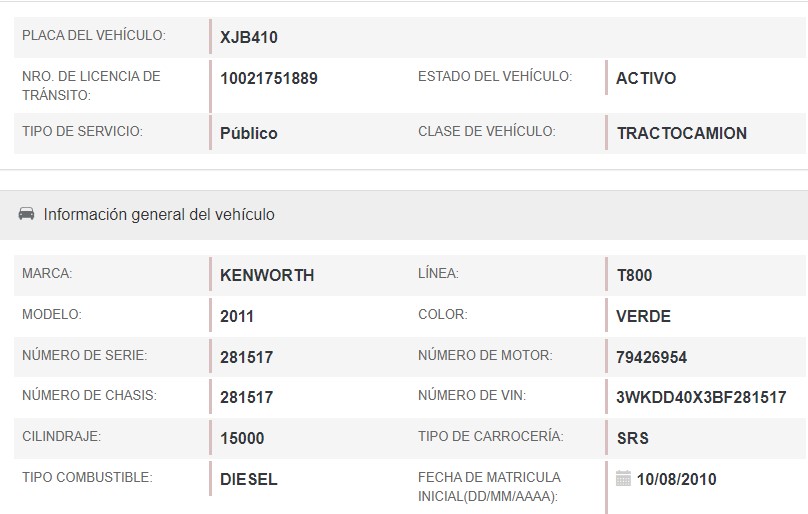 PLACA DEL VEHÍCULO: XJB410
NRO. DE LICENCIA DE TRÁNSITO: 10021751889 ESTADO DEL VEHÍCULO: ACTIVO
TIPO DE SERVICIO: Público CLASE DE VEHÍCULO: TRACTOCAMION
Información general del vehículo
MARCA: KENWORTH LÍNEA: T800
MODELO: 2011 COLOR: VERDE
NÚMERO DE SERIE: 281517 NÚMERO DE MOTOR: 79426954
NÚMERO DE CHASIS: 281517 NÚMERO DE VIN: 3WKDD40X3BF281517
CILINDRAJE: 15000 TIPO DE CARROCERÍA: SRS
TIPO COMBUSTIBLE: DIESEL FECHA DE MATRICULA INICIAL(DD/MM/AAAA): 10/08/2010